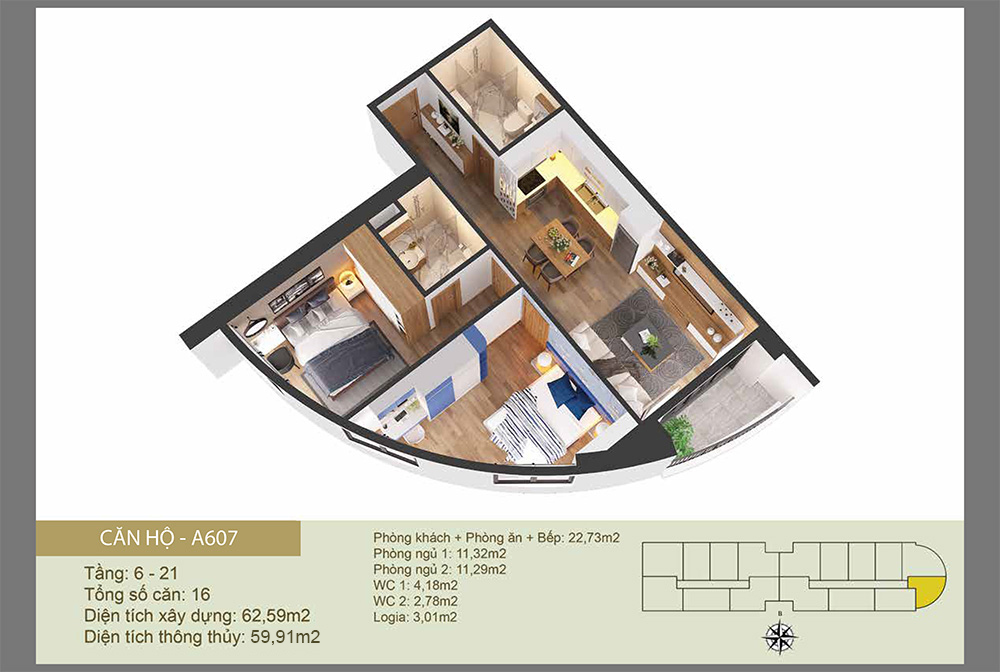 CĂN HỘ - A607
Tầng: 6 - 21
Tổng số căn: 16
Diện tích xây dựng: 62,59m2
Diện tích thông thủy: 59,91m2
Phòng khách + Phòng ăn + Bếp: 22,73m2
Phòng ngủ 1: 11,32m2
Phòng ngủ 2: 11,29m2
WC 1: 4,18m2
WC 2: 2,78m2
Logia: 3,01m2
B